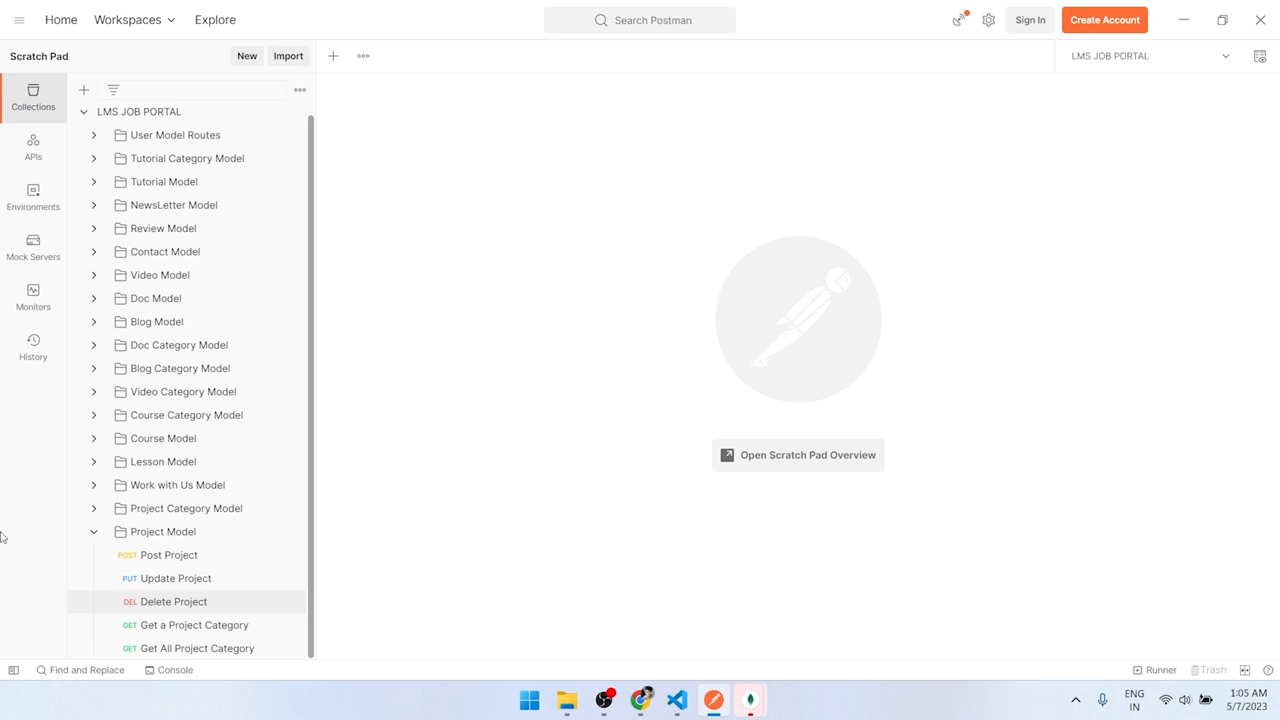 Home
Workspaces
Explore
Search Postman
Sign In
Create Account
Scratch Pad
New
Import
LMS JOB PORTAL
Collections
APIs
Environments
Mock Servers
Monitors
History
LMS JOB PORTAL
User Model Routes
Tutorial Category Model
Tutorial Model
NewsLetter Model
Review Model
Contact Model
Video Model
Doc Model
Blog Model
Doc Category Model
Blog Category Model
Video Category Model
Course Category Model
Course Model
Lesson Model
Work with Us Model
Project Category Model
Project Model
POST Post Project
PUT Update Project
DEL Delete Project
GET Get a Project Category
GET Get All Project Category
Open Scratch Pad Overview
Find and Replace
Console
Runner
Trash
ENG
IN
1:05 AM
5/7/2023